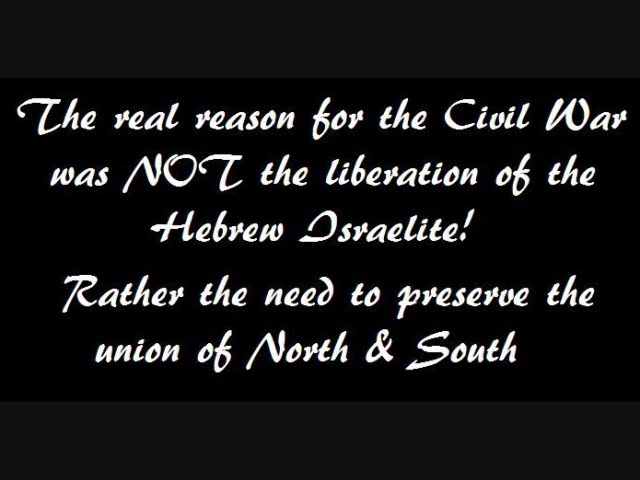 The real reason for the Civil War
was NOT the liberation of the
Hebrew Israelite!
Rather the need to preserve the
union of North & South